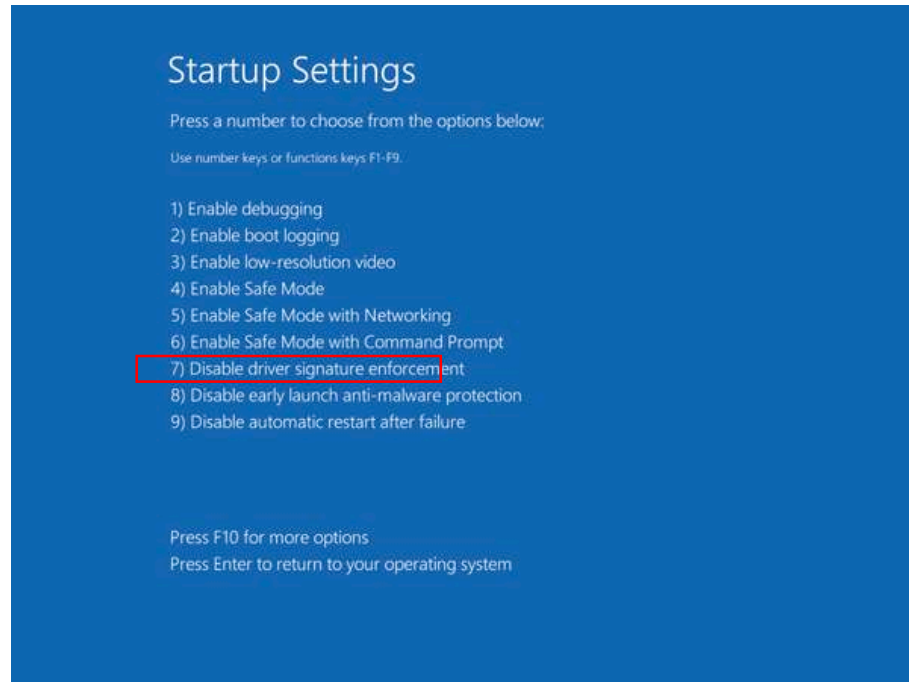 Startup Settings
Press a number to choose from the options below:
Use number keys or functions keys F1-F9.
1) Enable debugging
2) Enable boot logging
3) Enable low-resolution video
4) Enable Safe Mode
5) Enable Safe Mode with Networking
6) Enable Safe Mode with Command Prompt
7) Disable driver signature enforcement
8) Disable early launch anti-malware protection
9) Disable automatic restart after failure
Press F10 for more options
Press Enter to return to your operating system